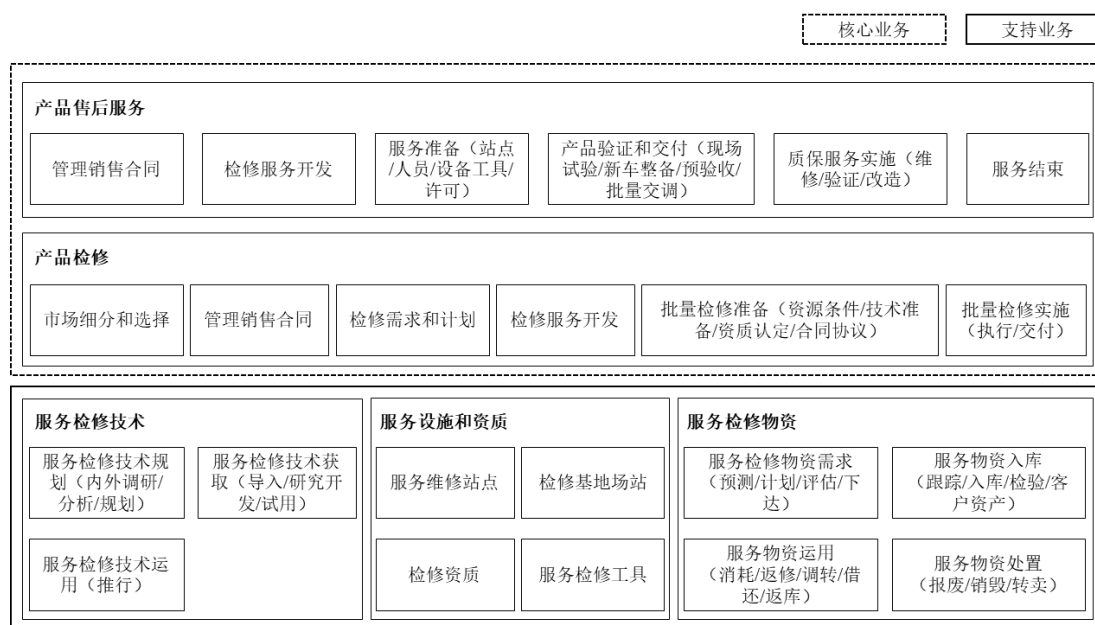 核心业务
支持业务
产品售后服务
管理销售合同
检修服务开发
服务准备（站点
/人员/设备工具/
许可）
产品验证和交付（现场
试验/新车整备/预验收/
批量交调）
质保服务实施（维
修/验证/改造）
服务结束
产品检修
市场细分和选择
管理销售合同
检修需求和计划
检修服务开发
批量检修准备（资源条件/技术准
备/资质认定/合同协议）
批量检修实施
（执行/交付）
服务检修技术
服务检修技术规
划（内外调研/
分析/规划）
服务检修技术获
取（导入/研究开
发/试用）
服务检修技术运
用（推行）
服务设施和资质
服务维修站点
检修基地场站
检修资质
服务检修工具
服务检修物资
服务检修物资需求
（预测/计划/评估/下
达）
服务物资入库
（跟踪/入库/检验/客
户资产）
服务物资运用
（消耗/返修/调转/借
还/返库）
服务物资处置
（报废/销毁/转卖）